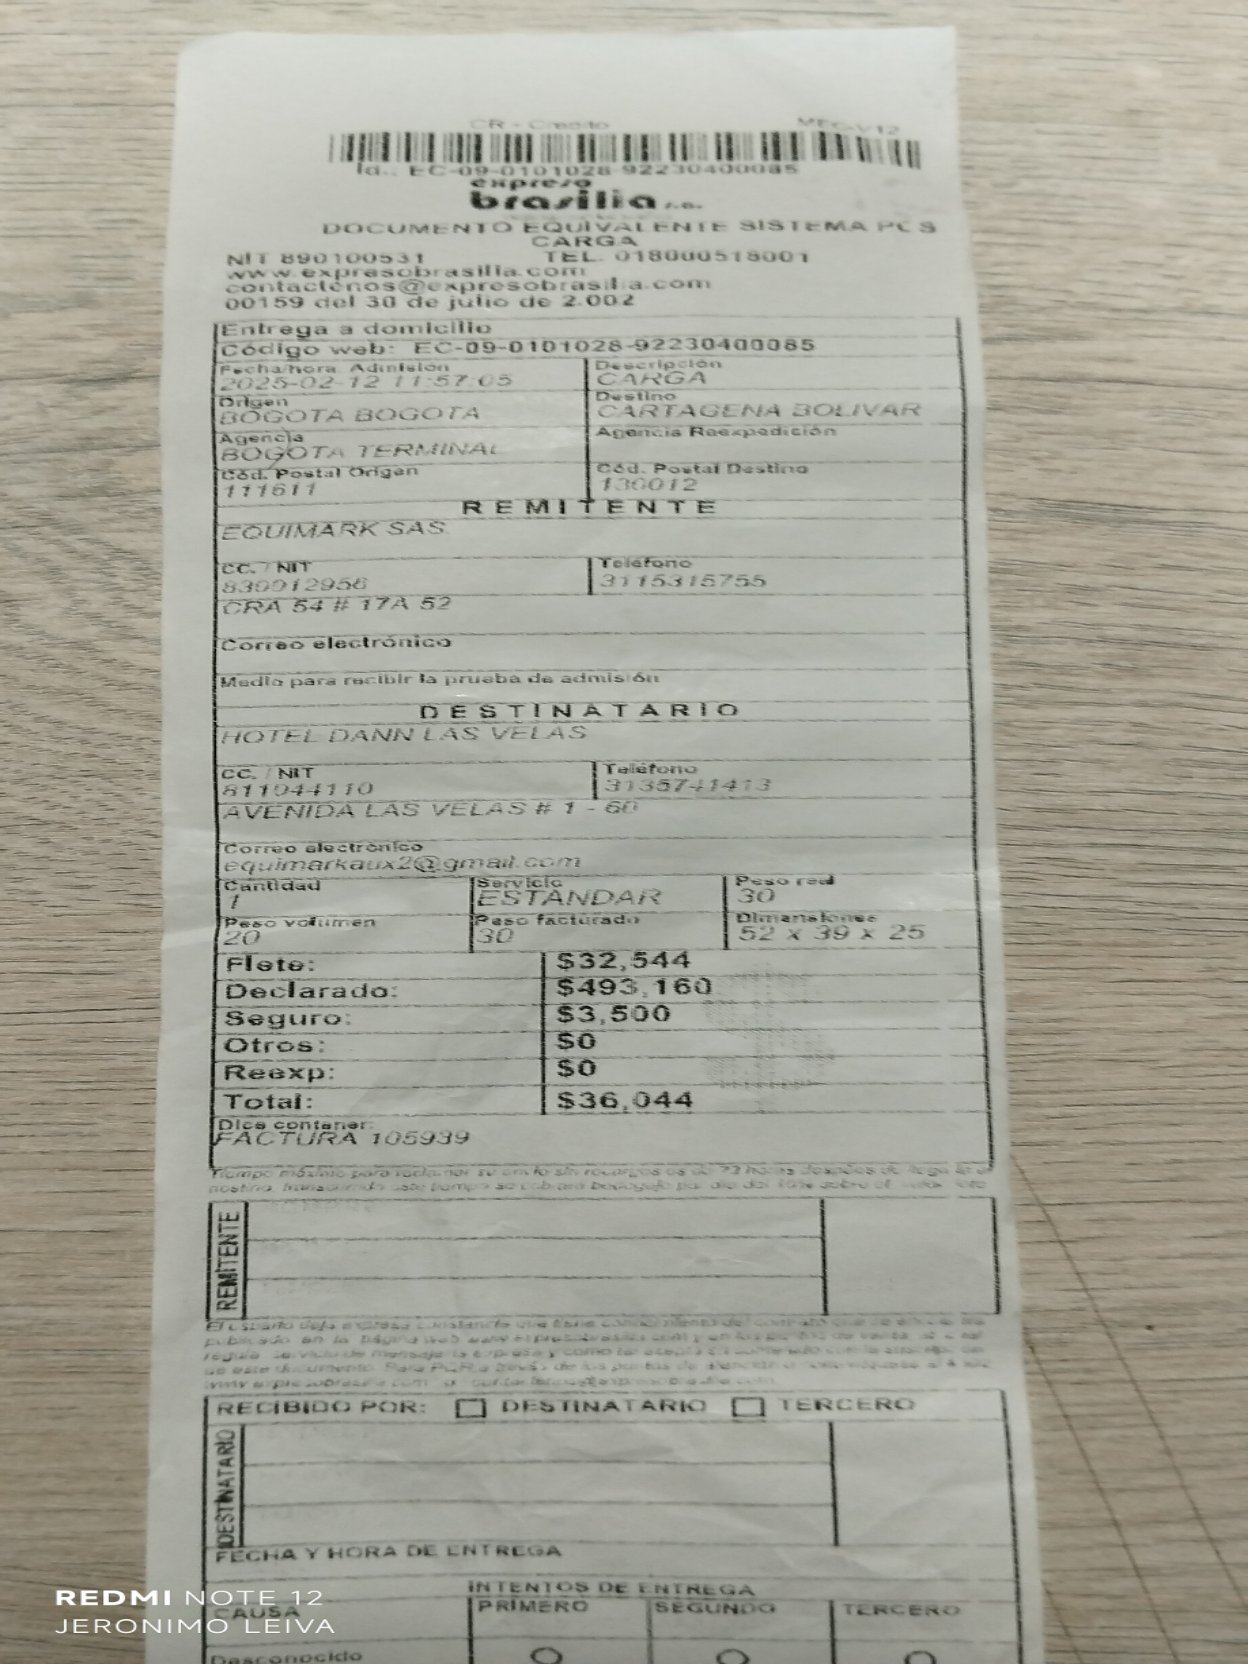 CR - Credito
Id.: EC-09-0101028-92230400085
expreso
brasilia s.a.
DOCUMENTO EQUIVALENTE SISTEMA PCS
CARGA
NIT 890100531 TEL. 018000518001
www.expresobrasilia.com
contactenos@expresobrasilia.com
00159 del 30 de julio de 2.002
Entrega a domicilio
Código web: EC-09-0101028-92230400085
Fecha/hora Admisión Descripción
2025-02-12 11:57:05 CARGA
Origen Destino
BOGOTA BOGOTA CARTAGENA BOLIVAR
Agencia Agencia Reexpedición
BOGOTA TERMINAL
Cód. Postal Origen Cód. Postal Destino
111611 130012
REMITENTE
EQUIMARK SAS
CC. / NIT Teléfono
830012956 3115315755
CRA 54 # 17A 52
Correo electrónico
Medio para recibir la prueba de admisión
DESTINATARIO
HOTEL DANN LAS VELAS
CC. / NIT Teléfono
811044110 3135741413
AVENIDA LAS VELAS # 1 - 60
Correo electrónico
equimarkaux2@gmail.com
Cantidad Servicio Peso real
1 ESTANDAR 30
Peso volumen Peso facturado Dimensiones
20 30 52 x 39 x 25
Flete: $32,544
Declarado: $493,160
Seguro: $3,500
Otros: $0
Reexp: $0
Total: $36,044
Dice contener:
FACTURA 105939
REMITENTE
RECIBIDO POR: DESTINATARIO TERCERO
DESTINATARIO
FECHA Y HORA DE ENTREGA
INTENTOS DE ENTREGA
CAUSA PRIMERO SEGUNDO TERCERO
Desconocido
REDMI NOTE 12
JERONIMO LEIVA